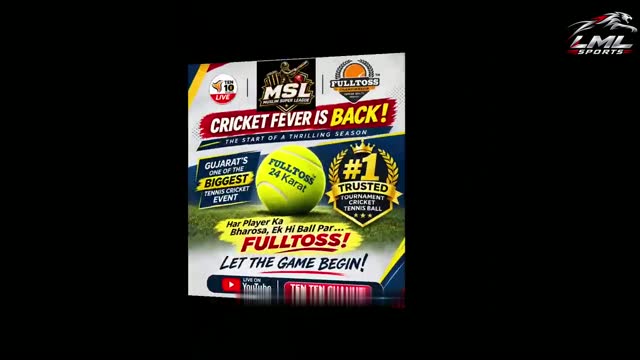 LML
SPORTS
TEN
10
LIVE
MSL
MUSLIM SUPER LEAGUE
FULLTOSS
CRICKET FEVER IS BACK!
THE START OF A THRILLING SEASON
GUJARAT'S
ONE OF THE
BIGGEST
TENNIS CRICKET
EVENT
FULLTOSS
24 Karat
#1
TRUSTED
TOURNAMENT
CRICKET
TENNIS BALL
Har Player Ka
Bharosa, Ek Hi Ball Par...
FULLTOSS!
LET THE GAME BEGIN!
LIVE ON
YouTube
TEN TEN GUJARAT